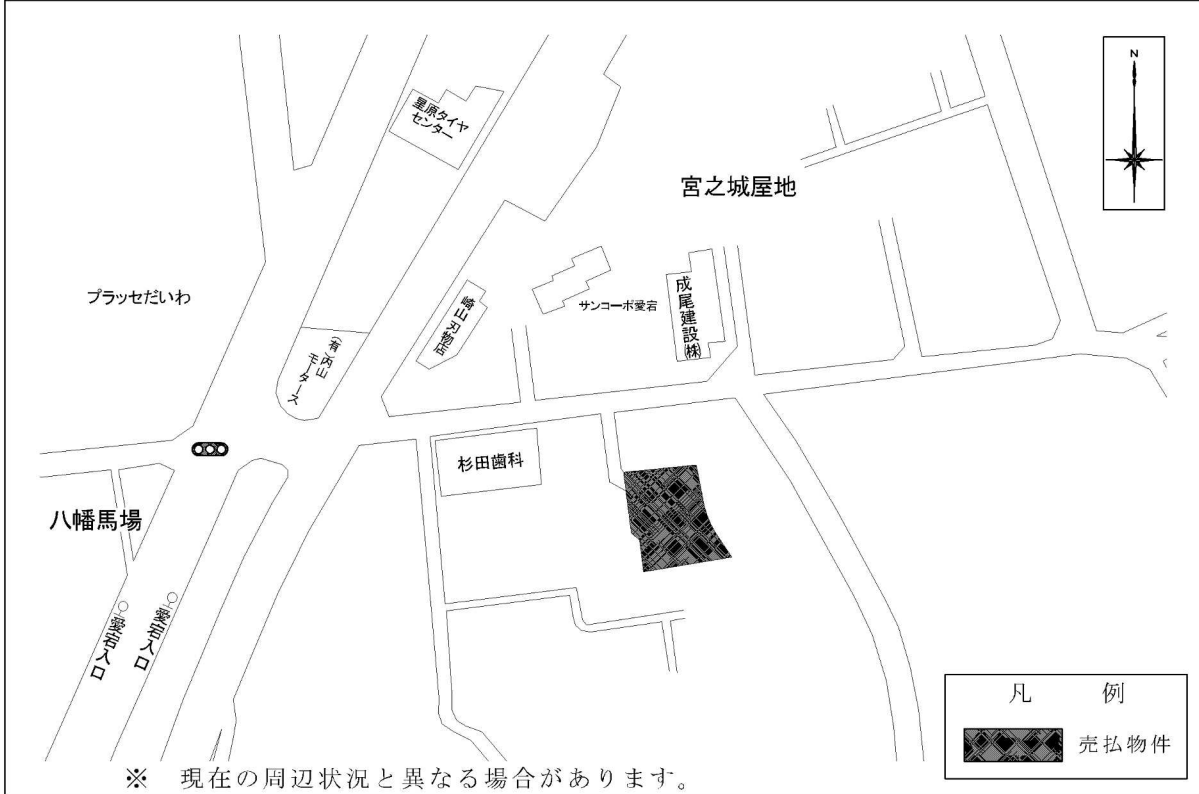 N
星原タイヤ
センター
宮之城屋地
プラッセだいわ
崎山刃物店
サンコーポ愛宕
成尾建設㈱
(有)丙山
モータース
杉田歯科
八幡馬場
愛宕入口
愛宕入口
凡 例
売払物件
※ 現在の周辺状況と異なる場合があります。